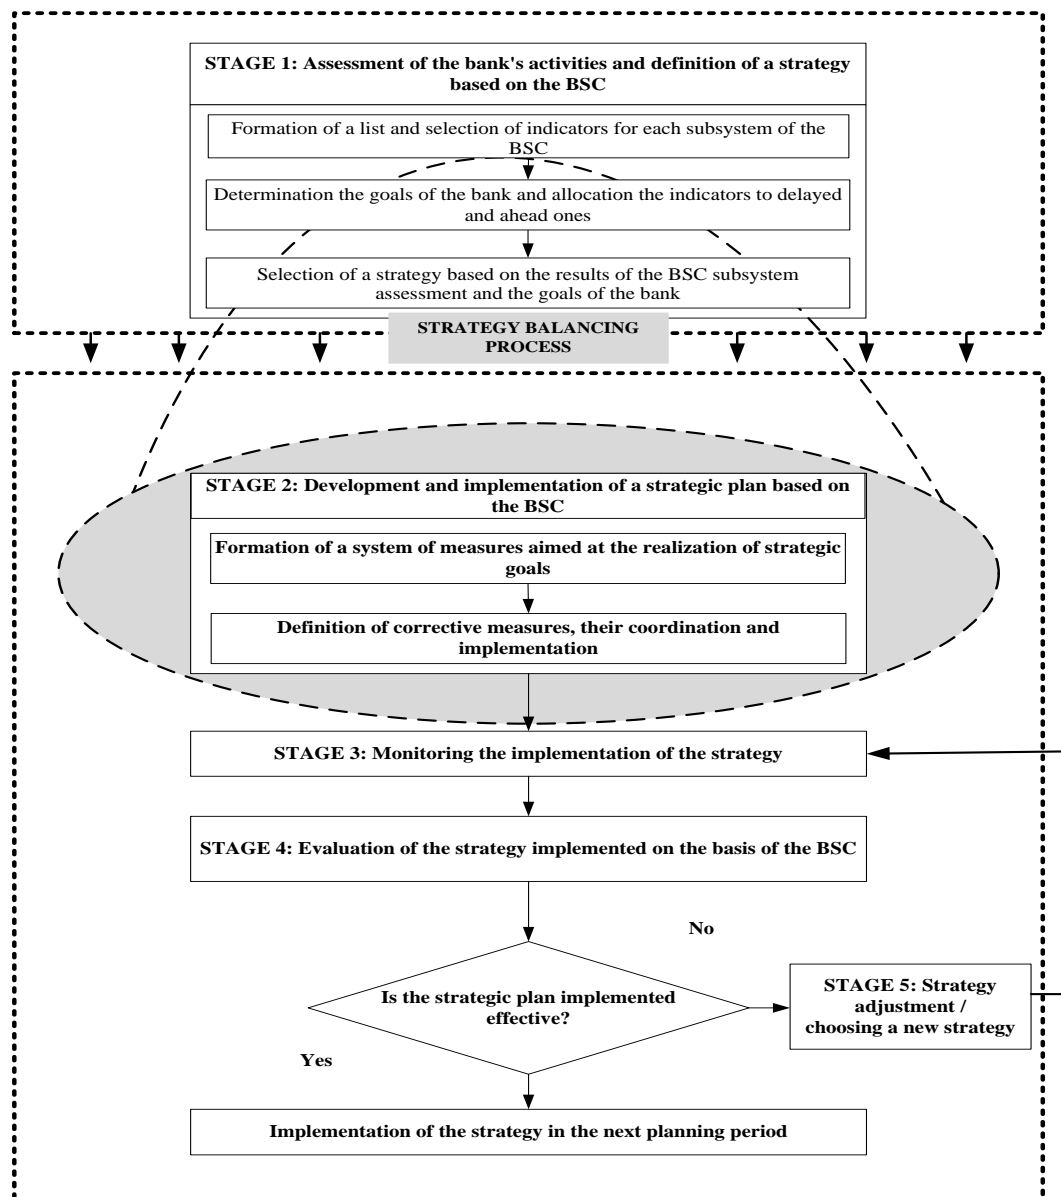 STAGE 1: Assessment of the bank's activities and definition of a strategy
based on the BSC
Formation of a list and selection of indicators for each subsystem of the
BSC
Determination the goals of the bank and allocation the indicators to delayed
and ahead ones
Selection of a strategy based on the results of the BSC subsystem
assessment and the goals of the bank
STRATEGY BALANCING
PROCESS
STAGE 2: Development and implementation of a strategic plan based on
the BSC
Formation of a system of measures aimed at the realization of strategic
goals
Definition of corrective measures, their coordination and
implementation
STAGE 3: Monitoring the implementation of the strategy
STAGE 4: Evaluation of the strategy implemented on the basis of the BSC
No
Is the strategic plan implemented
effective?
STAGE 5: Strategy
adjustment /
choosing a new strategy
Yes
Implementation of the strategy in the next planning period